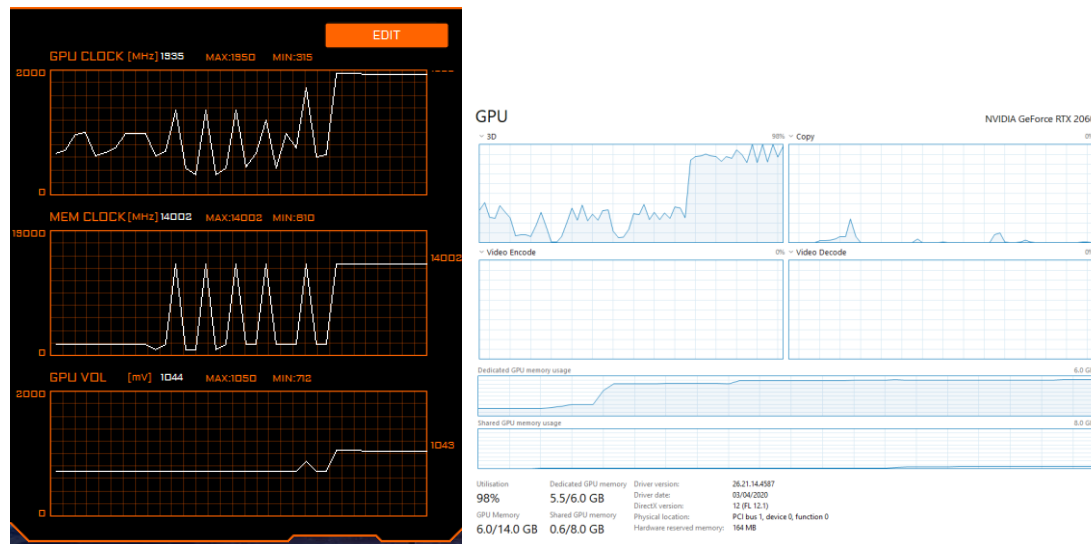 EDIT
GPU CLOCK [MHz] 1935 MAX:1950 MIN:315
2000
0
MEM CLOCK [MHz] 14002 MAX:14002 MIN:810
14002
0
GPU VOL [mV] 1044 MAX:1050 MIN:712
2000
1043
0
GPU
NVIDIA GeForce RTX 206
3D 98%
Copy
Video Encode 0%
Video Decode
Dedicated GPU memory usage 6.0
Shared GPU memory usage 8.0
Utilisation
98%
Dedicated GPU memory
5.5/6.0 GB
GPU Memory
6.0/14.0 GB
Shared GPU memory
0.6/8.0 GB
Driver version: 26.21.14.4587
Driver date: 03/04/2020
DirectX version: 12 (FL 12.1)
Physical location: PCI bus 1, device 0, function 0
Hardware reserved memory: 164 MB